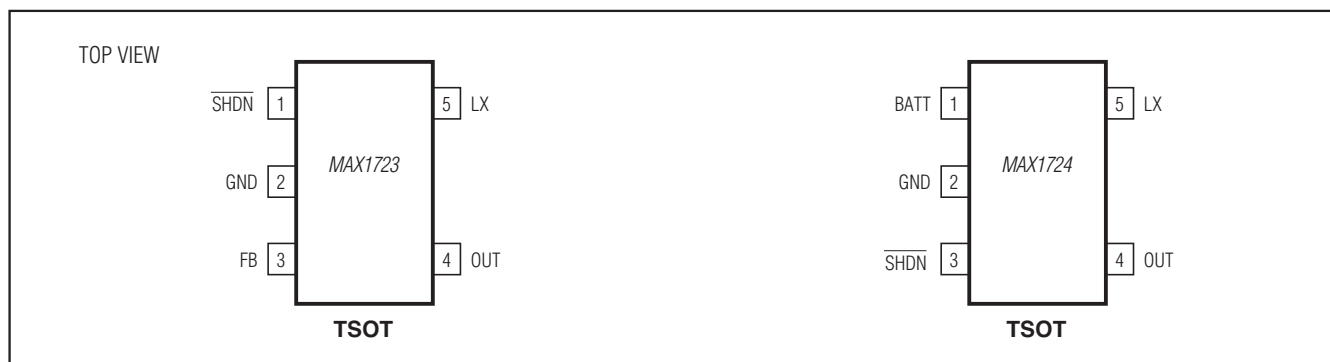 TOP VIEW
SHDN 1 5 LX
MAX1723
GND 2
FB 3 4 OUT
TSOT
BATT 1 5 LX
MAX1724
GND 2
SHDN 3 4 OUT
TSOT